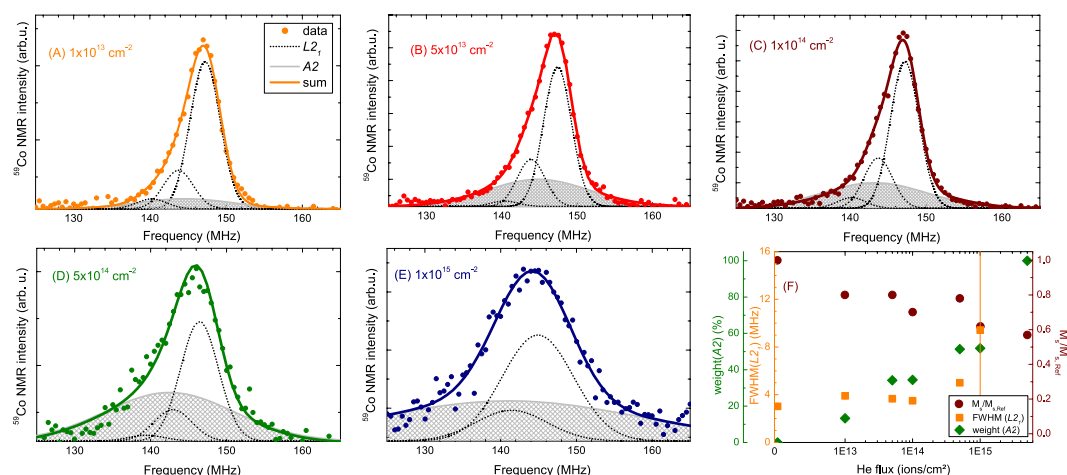 (A) 1x10¹³ cm⁻²
data
L2₁
A2
sum
⁵⁹Co NMR intensity (arb.u.)
130 140 150 160
Frequency (MHz)
(B) 5x10¹³ cm⁻²
⁵⁹Co NMR intensity (arb.u.)
130 140 150 160
Frequency (MHz)
(C) 1x10¹⁴ cm⁻²
⁵⁹Co NMR intensity (arb.u.)
130 140 150 160
Frequency (MHz)
(D) 5x10¹⁴ cm⁻²
⁵⁹Co NMR intensity (arb. u.)
130 140 150 160
Frequency (MHz)
(E) 1x10¹⁵ cm⁻²
⁵⁹Co NMR intensity (arb.u.)
130 140 150 160
Frequency (MHz)
(F)
weight(A2) (%)
100
80
60
40
20
0
FWHM(L2₁) (MHz)
16
12
8
4
0
Mₛ/Mₛ,Ref
1,0
0,8
0,6
0,4
0,2
0,0
Mₛ/Mₛ,Ref
FWHM (L2₁)
weight (A2)
0 1E13 1E14 1E15
He flux (ions/cm²)